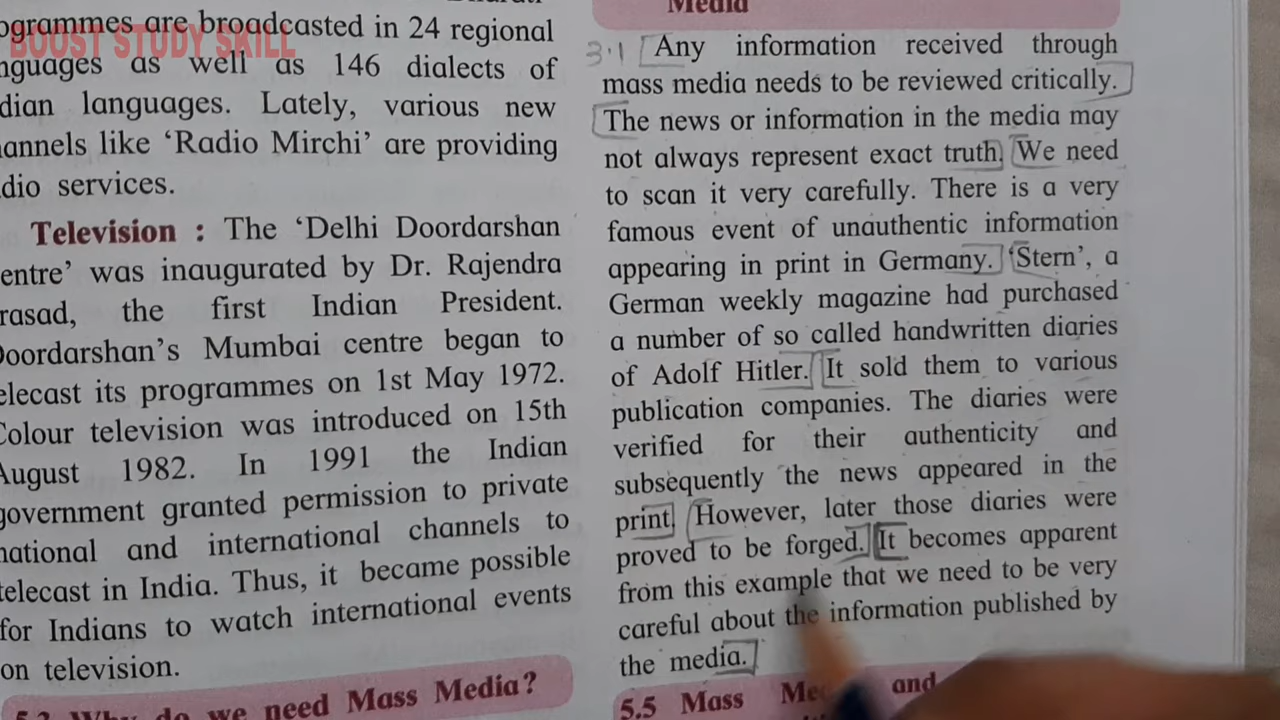 ogrammes are broadcasted in 24 regional
nguages as well as 146 dialects of
dian languages. Lately, various new
hannels like ‘Radio Mirchi’ are providing
dio services.
Television : The ‘Delhi Doordarshan
entre’ was inaugurated by Dr. Rajendra
rasad, the first Indian President.
Doordarshan’s Mumbai centre began to
elecast its programmes on 1st May 1972.
Colour television was introduced on 15th
August 1982. In 1991 the Indian
government granted permission to private
national and international channels to
telecast in India. Thus, it became possible
for Indians to watch international events
on television.
do we need Mass Media?
BOOST STUDY SKILL
Media
3.1 Any information received through
mass media needs to be reviewed critically.
The news or information in the media may
not always represent exact truth. We need
to scan it very carefully. There is a very
famous event of unauthentic information
appearing in print in Germany. ‘Stern’, a
German weekly magazine had purchased
a number of so called handwritten diaries
of Adolf Hitler. It sold them to various
publication companies. The diaries were
verified for their authenticity and
subsequently the news appeared in the
print. However, later those diaries were
proved to be forged. It becomes apparent
from this example that we need to be very
careful about the information published by
the media.
5.5 Mass and